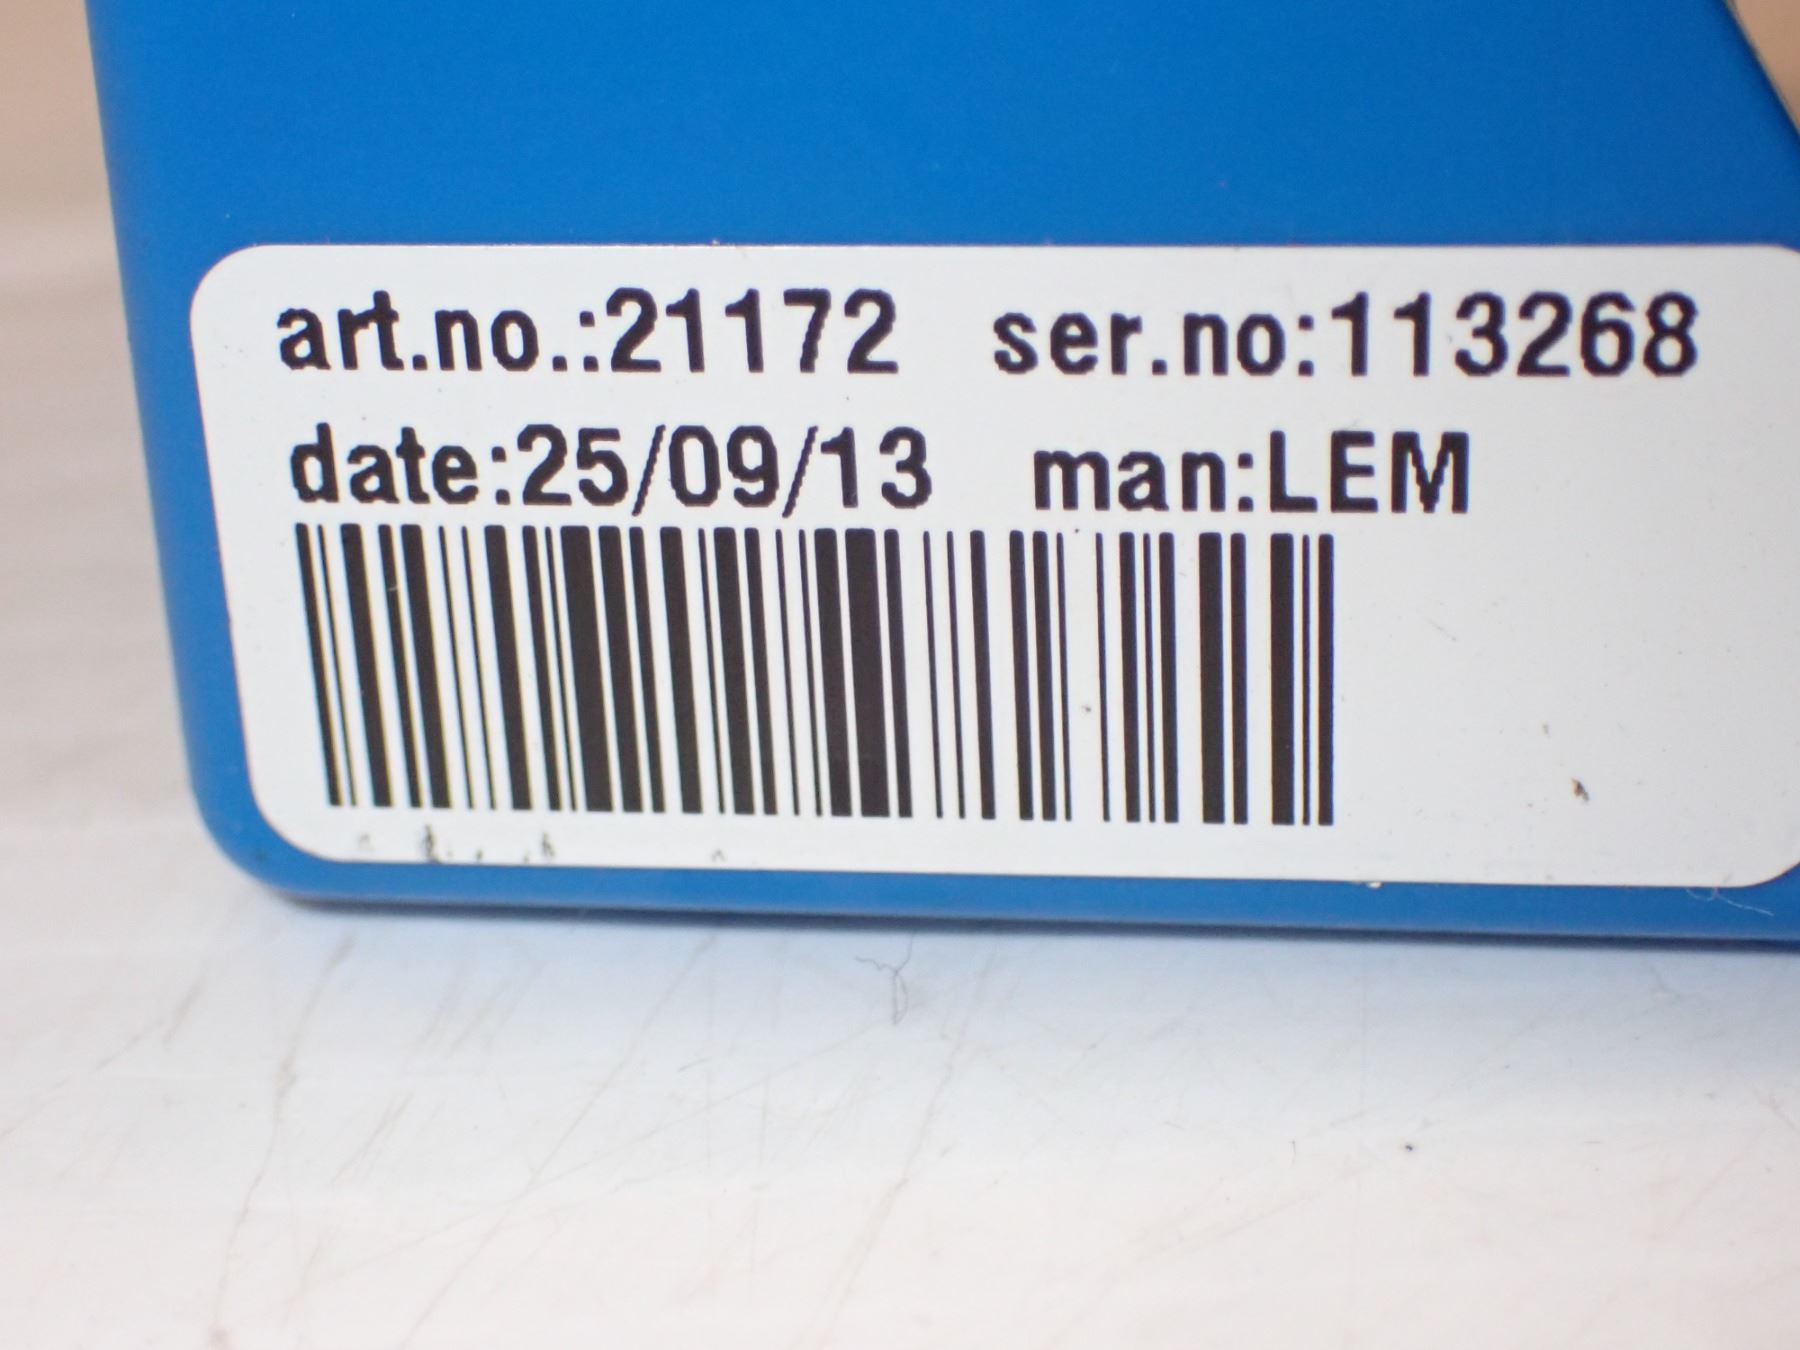 art.no.:21172 ser.no:113268
date:25/09/13 man:LEM